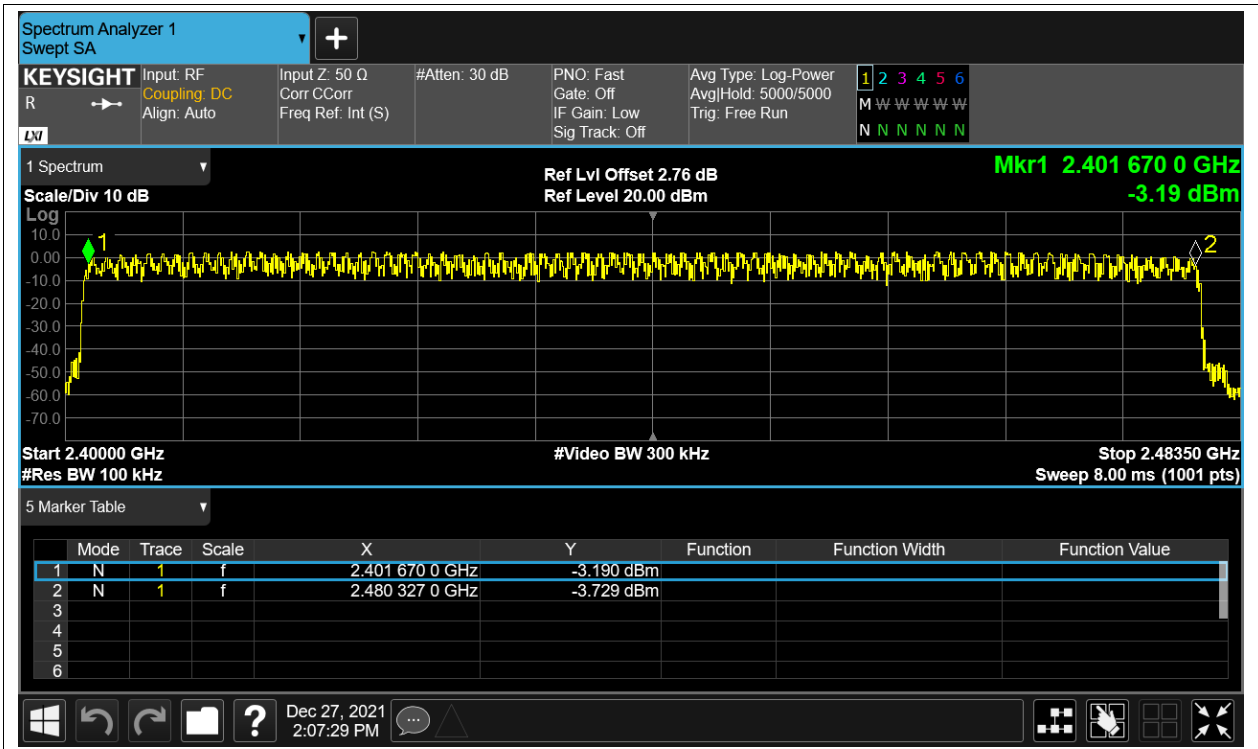 Spectrum Analyzer 1
Swept SA
+
KEYSIGHT Input: RF Input Z: 50 Ω #Atten: 30 dB PNO: Fast Avg Type: Log-Power 1 2 3 4 5 6
R Coupling: DC Corr CCorr Gate: Off Avg|Hold: 5000/5000 M W W W W W
Align: Auto Freq Ref: Int (S) IF Gain: Low Trig: Free Run
LXI Sig Track: Off N N N N N N
1 Spectrum Ref Lvl Offset 2.76 dB Mkr1 2.401 670 0 GHz
Scale/Div 10 dB Ref Level 20.00 dBm -3.19 dBm
Log
10.0
0.00
-10.0
-20.0
-30.0
-40.0
-50.0
-60.0
-70.0
1
2
Start 2.40000 GHz #Video BW 300 kHz Stop 2.48350 GHz
#Res BW 100 kHz Sweep 8.00 ms (1001 pts)
5 Marker Table
Mode Trace Scale X Y Function Function Width Function Value
1 N 1 f 2.401 670 0 GHz -3.190 dBm
2 N 1 f 2.480 327 0 GHz -3.729 dBm
3
4
5
6
? Dec 27, 2021
2:07:29 PM